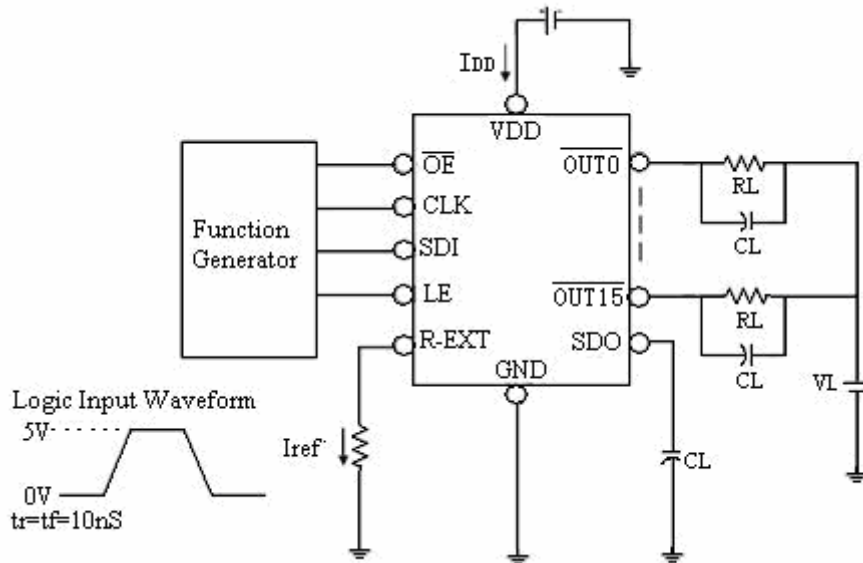 IDD
VDD
OE
CLK
SDI
LE
R-EXT
GND
OUT0
OUT15
SDO
Function
Generator
RL
CL
RL
CL
VL
CL
Iref
Logic Input Waveform
5V
0V
tr=tf=10nS